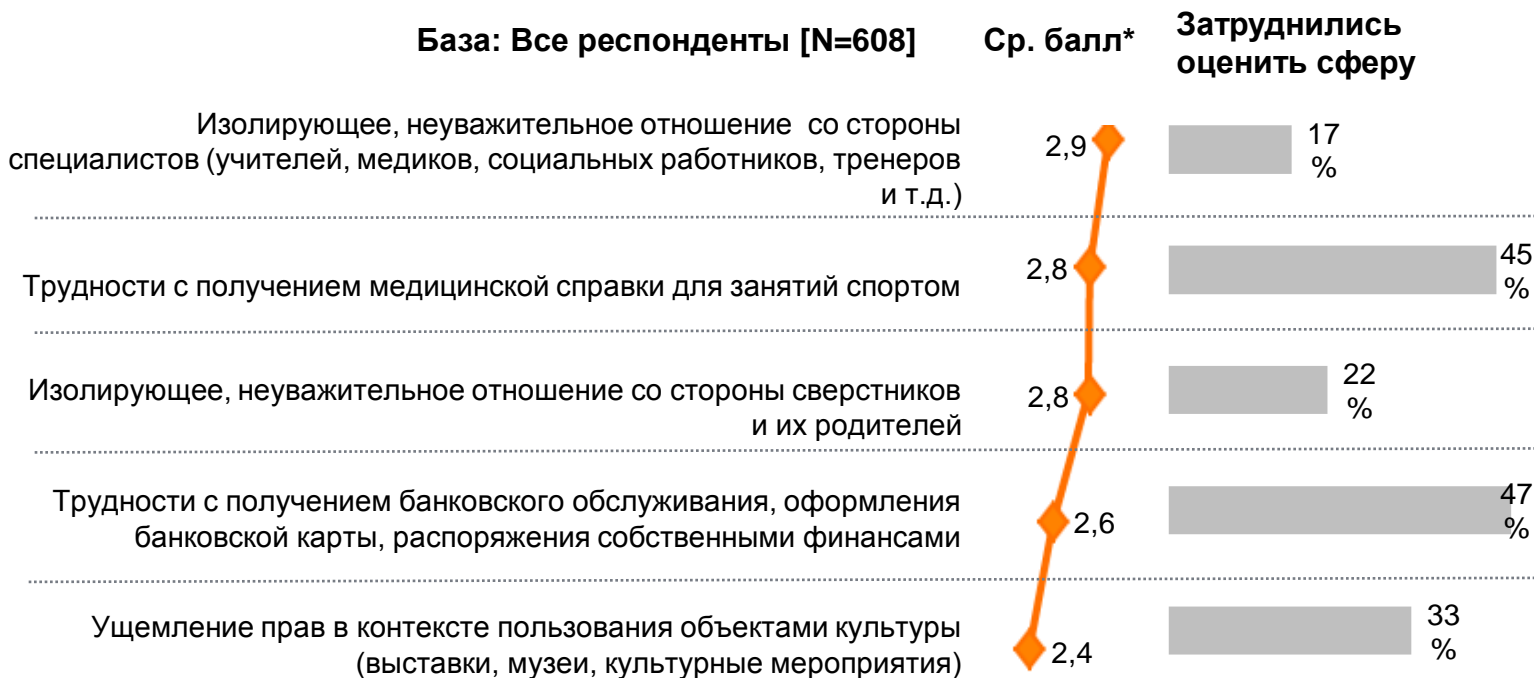 База: Все респонденты [N=608]
Ср. балл*
Затруднились
оценить сферу
Изолирующее, неуважительное отношение со стороны
специалистов (учителей, медиков, социальных работников, тренеров
и т.д.)
2,9
17
%
Трудности с получением медицинской справки для занятий спортом
2,8
45
%
Изолирующее, неуважительное отношение со стороны сверстников
и их родителей
2,8
22
%
Трудности с получением банковского обслуживания, оформления
банковской карты, распоряжения собственными финансами
2,6
47
%
Ущемление прав в контексте пользования объектами культуры
(выставки, музеи, культурные мероприятия)
2,4
33
%